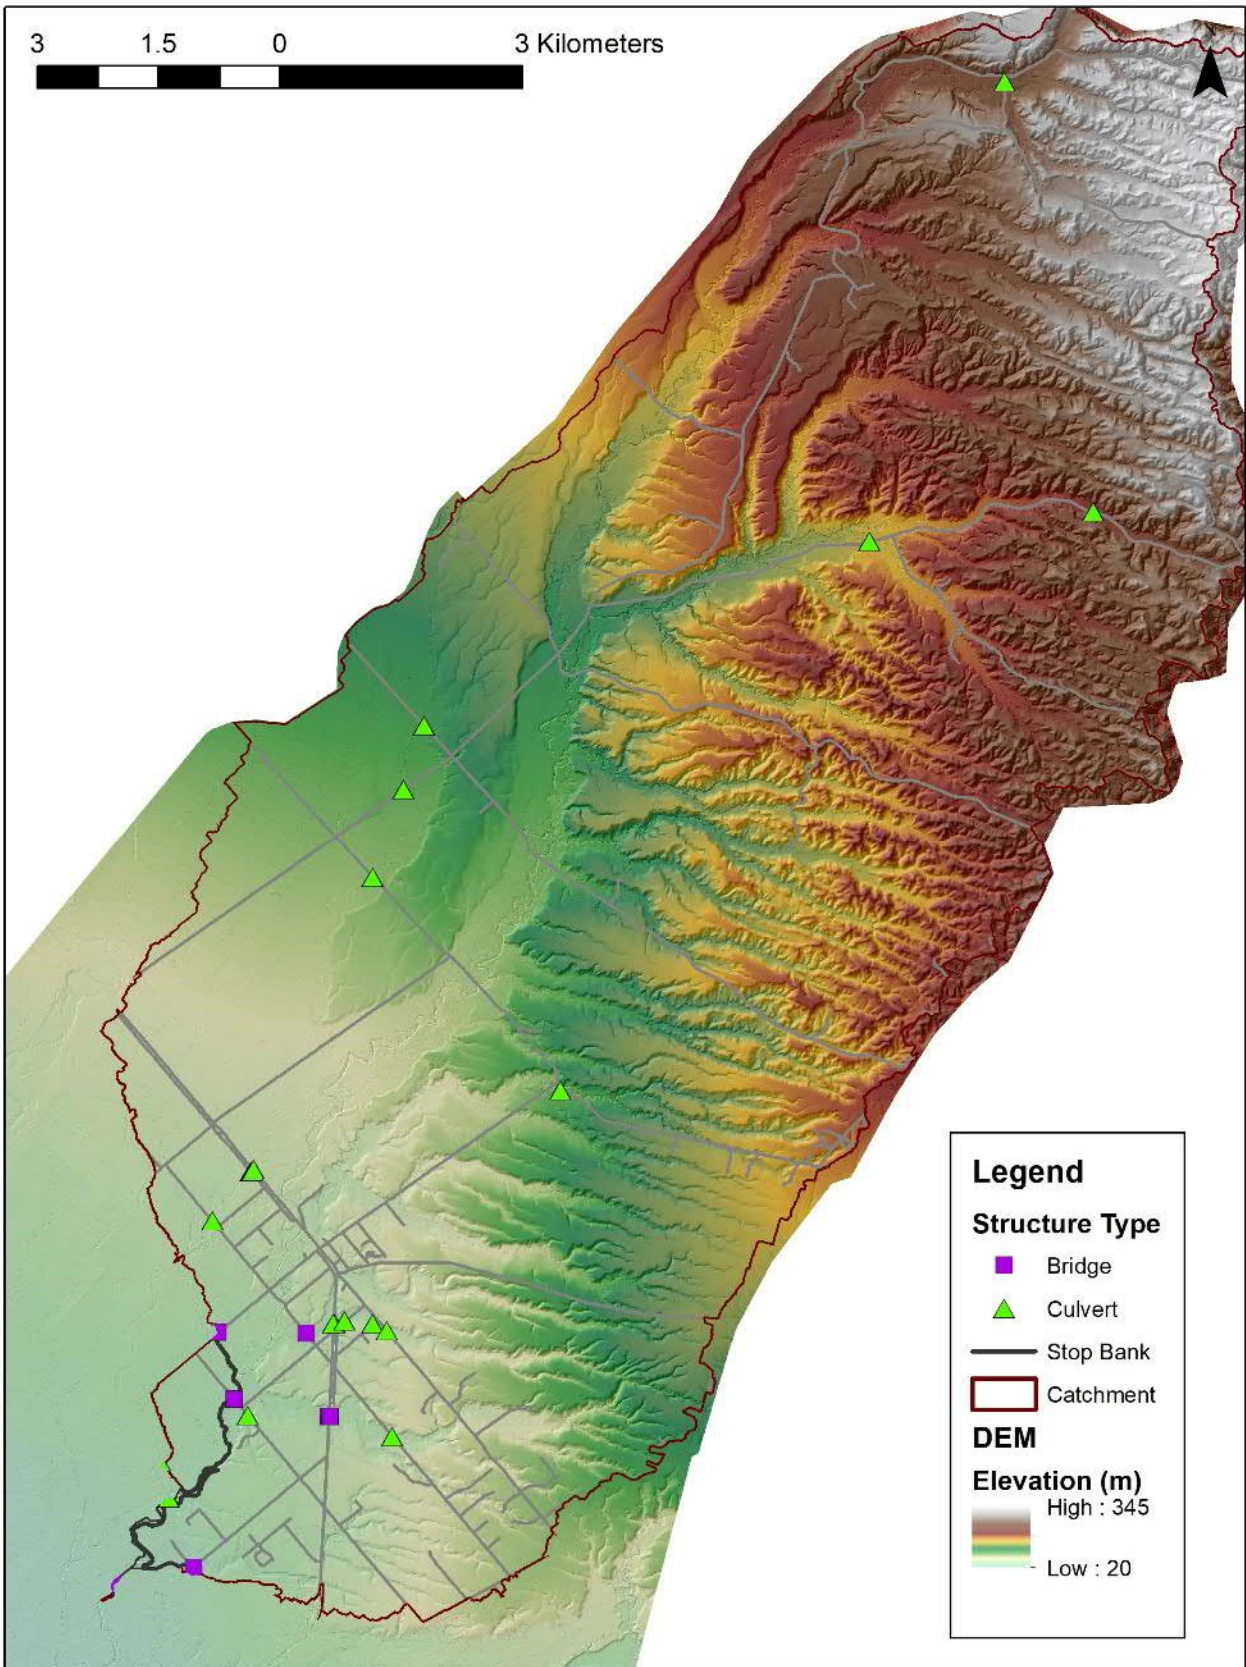 3 1.5 0 3 Kilometers
Legend
Structure Type
Bridge
Culvert
Stop Bank
Catchment
DEM
Elevation (m)
High : 345
Low : 20